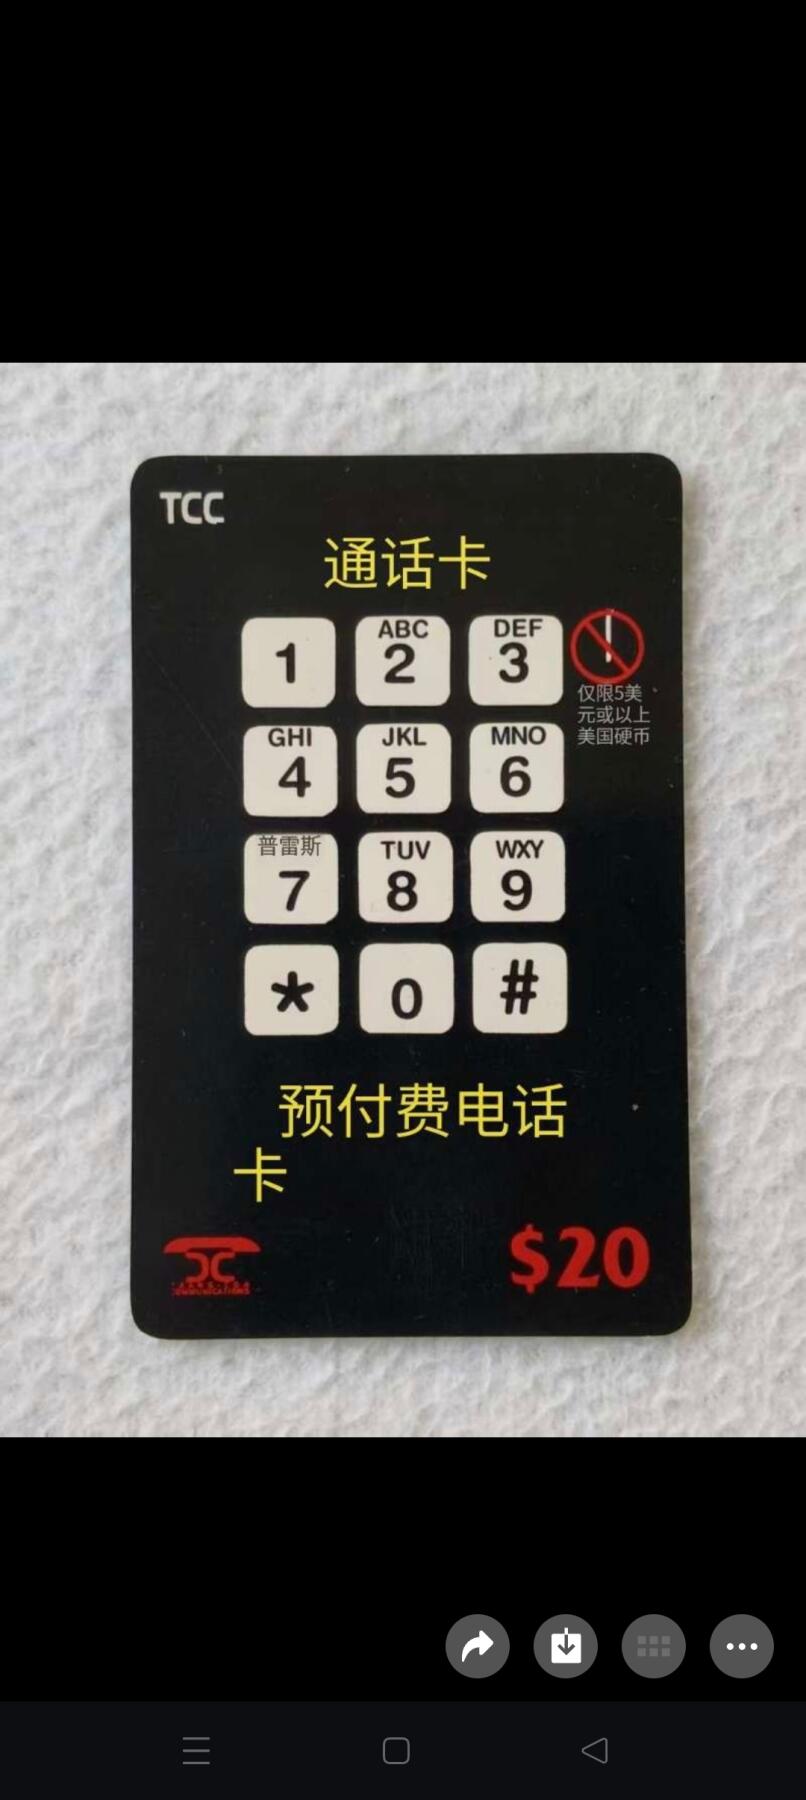 TCC
通话卡
1
ABC
2
DEF
3
仅限5美
元或以上
美国硬币
GHI
4
JKL
5
MNO
6
普雷斯
7
TUV
8
WXY
9
*
0
#
预付费电话
卡
COMMUNICATIONS
$20